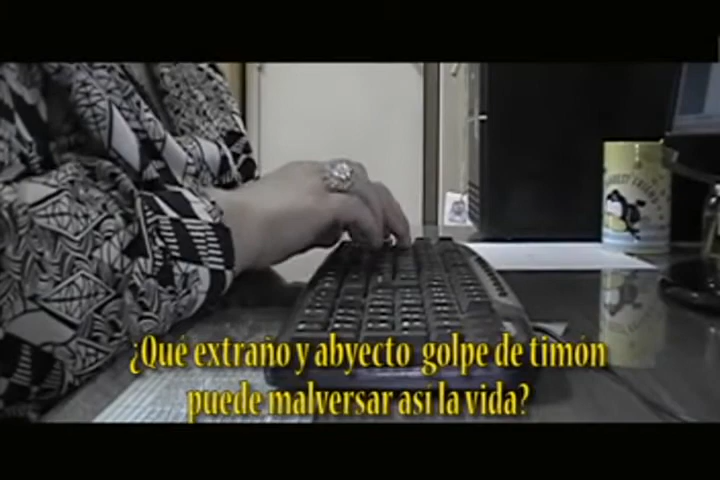 ¿Qué extraño y abyecto golpe de timón
puede malversar así la vida?